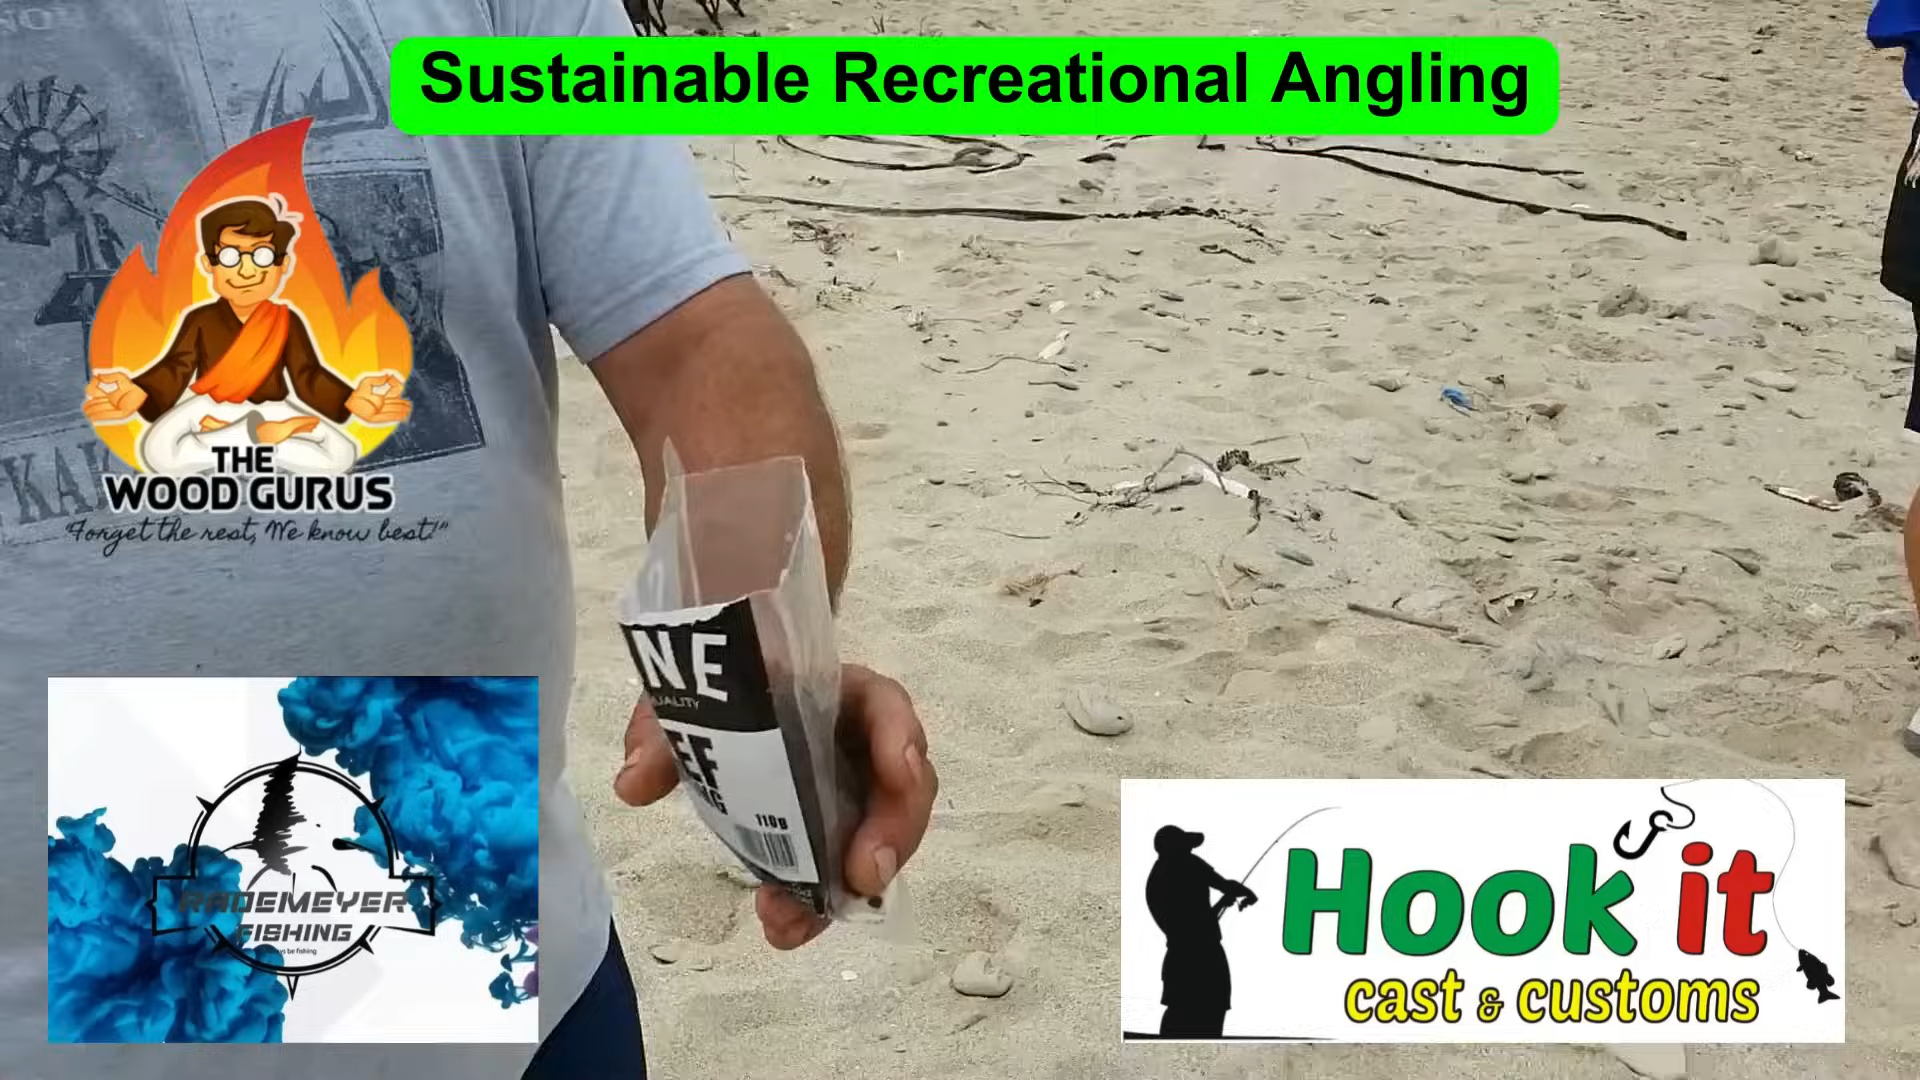 Sustainable Recreational Angling
THE
WOOD GURUS
"Forget the rest, We know best!"
NE
QUALITY
EF
110g
RADEMEYER
FISHING
Hook it
cast & customs